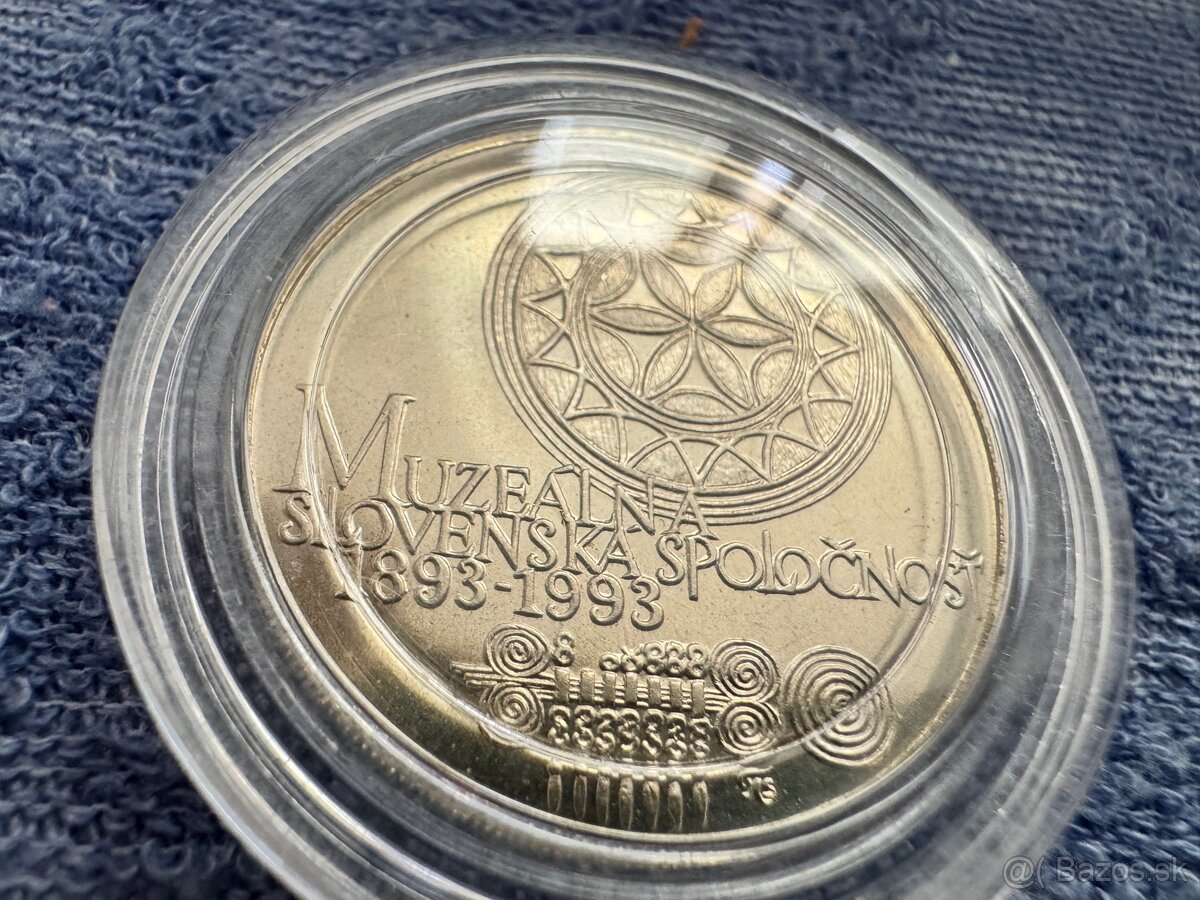 MUZEÁLNA
SLOVENSKÁ SPOLOČNOSŤ
1893-1993
@( Bazos.sk